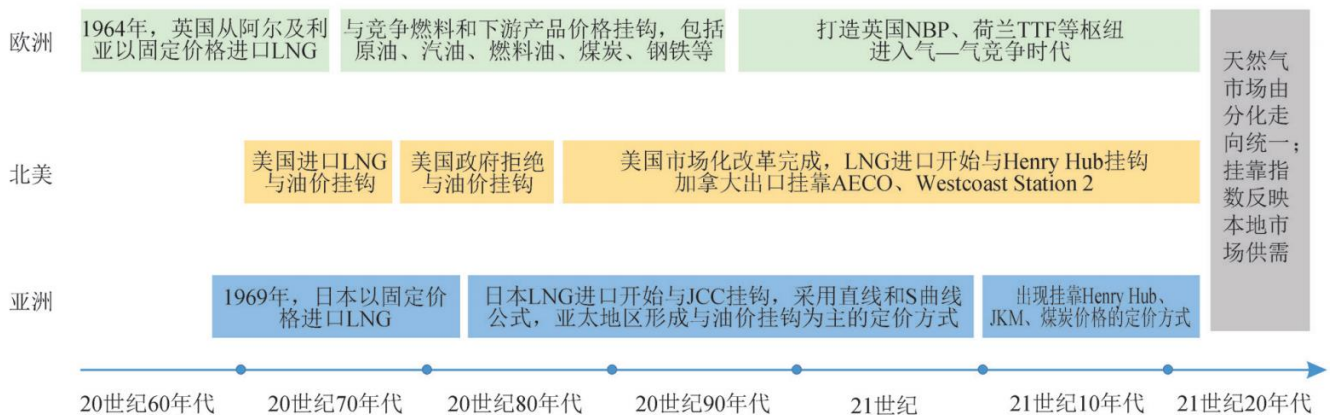 欧洲
1964年，英国从阿尔及利
亚以固定价格进口LNG
与竞争燃料和下游产品价格挂钩，包括
原油、汽油、燃料油、煤炭、钢铁等
打造英国NBP、荷兰TTF等枢纽
进入气—气竞争时代
天然气
市场由
分化走
向统一；
挂靠指
数反映
本地市
场供需
北美
美国进口LNG
与油价挂钩
美国政府拒绝
与油价挂钩
美国市场化改革完成，LNG进口开始与Henry Hub挂钩
加拿大出口挂靠AECO、Westcoast Station 2
亚洲
1969年，日本以固定价
格进口LNG
日本LNG进口开始与JCC挂钩，采用直线和S曲线
公式，亚太地区形成与油价挂钩为主的定价方式
出现挂靠Henry Hub、
JKM、煤炭价格的定价方式
20世纪60年代
20世纪70年代
20世纪80年代
20世纪90年代
21世纪
21世纪10年代
21世纪20年代